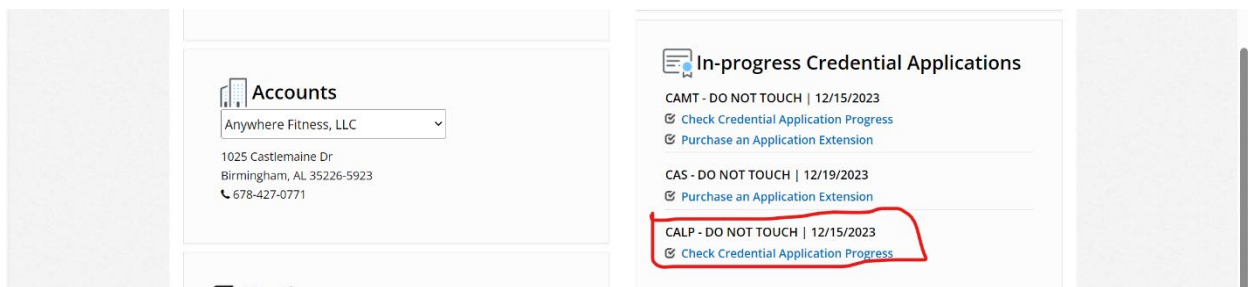 Accounts
Anywhere Fitness, LLC
1025 Castlemaine Dr
Birmingham, AL 35226-5923
678-427-0771
In-progress Credential Applications
CAMT - DO NOT TOUCH | 12/15/2023
Check Credential Application Progress
Purchase an Application Extension
CAS - DO NOT TOUCH | 12/19/2023
Purchase an Application Extension
CALP - DO NOT TOUCH | 12/15/2023
Check Credential Application Progress